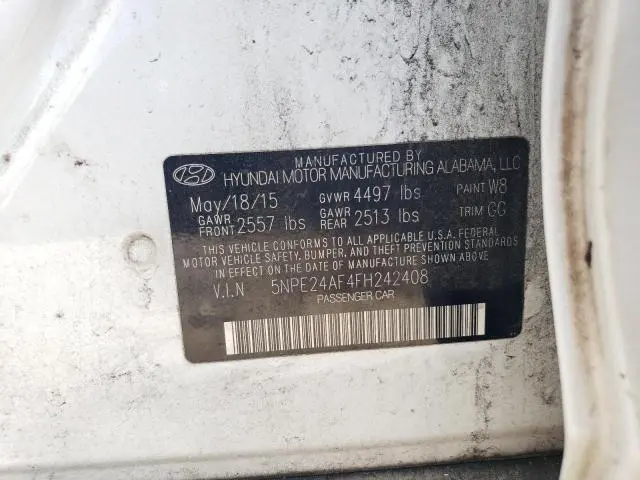 MANUFACTURED BY
HYUNDAI MOTOR MANUFACTURING ALABAMA, LLC
May/18/15 GVWR 4497 lbs PAINT W8
GAWR FRONT 2557 lbs GAWR REAR 2513 lbs TRIM GG
THIS VEHICLE CONFORMS TO ALL APPLICABLE U.S.A. FEDERAL
MOTOR VEHICLE SAFETY, BUMPER, AND THEFT PREVENTION STANDARDS
IN EFFECT ON THE DATE OF MANUFACTURE SHOWN ABOVE
V.I.N 5NPE24AF4FH242408
PASSENGER CAR